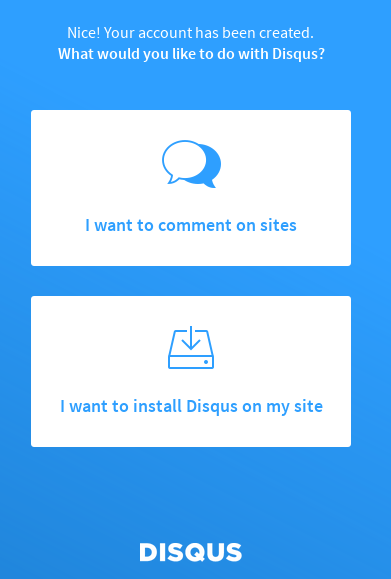 Nice! Your account has been created.
What would you like to do with Disqus?
I want to comment on sites
I want to install Disqus on my site
DISQUS